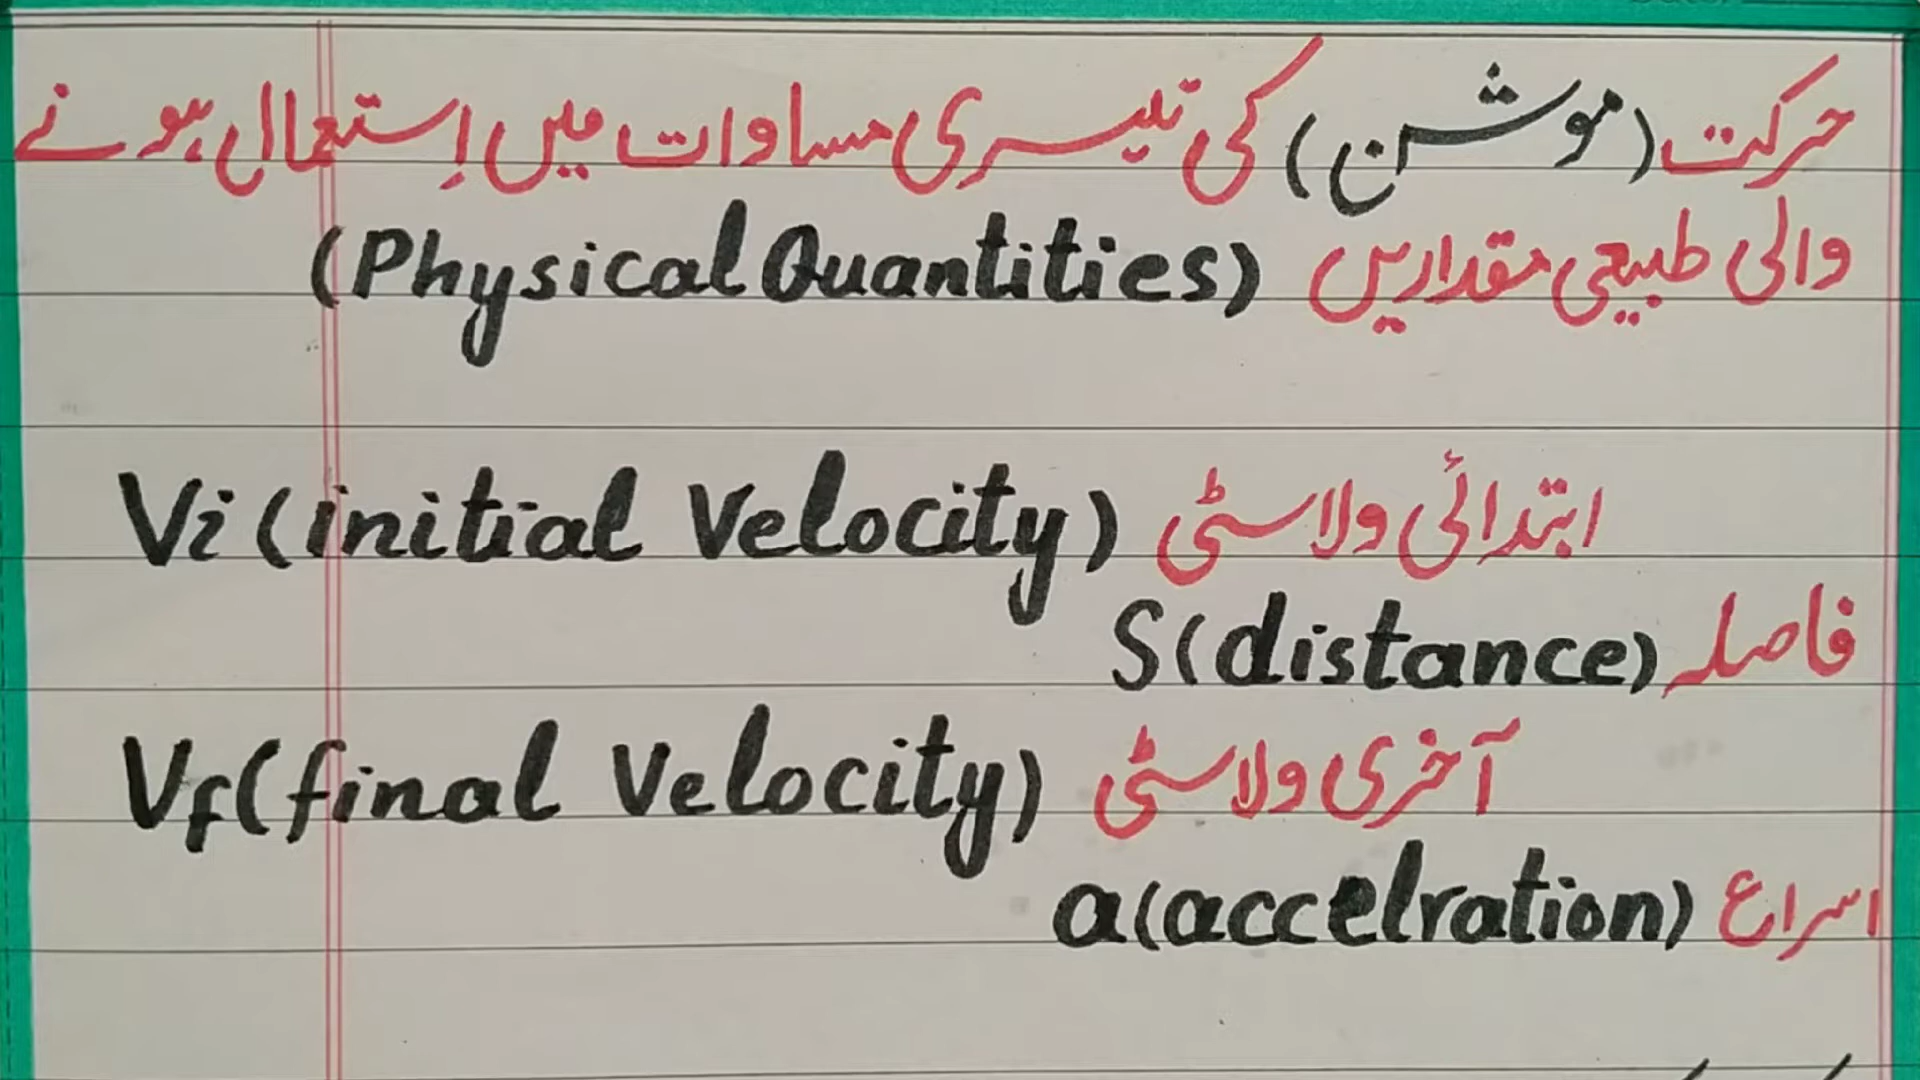 حرکت (موشن) کی تیسری مساوات میں اِستعمال ہونے
والی طبیعی مقداریں (Physical Quantities)
ابتدائی ولاسٹی Vi (initial Velocity)
فاصلہ S(distance)
آخری ولاسٹی Vf(final Velocity)
اسراع a(accelration)